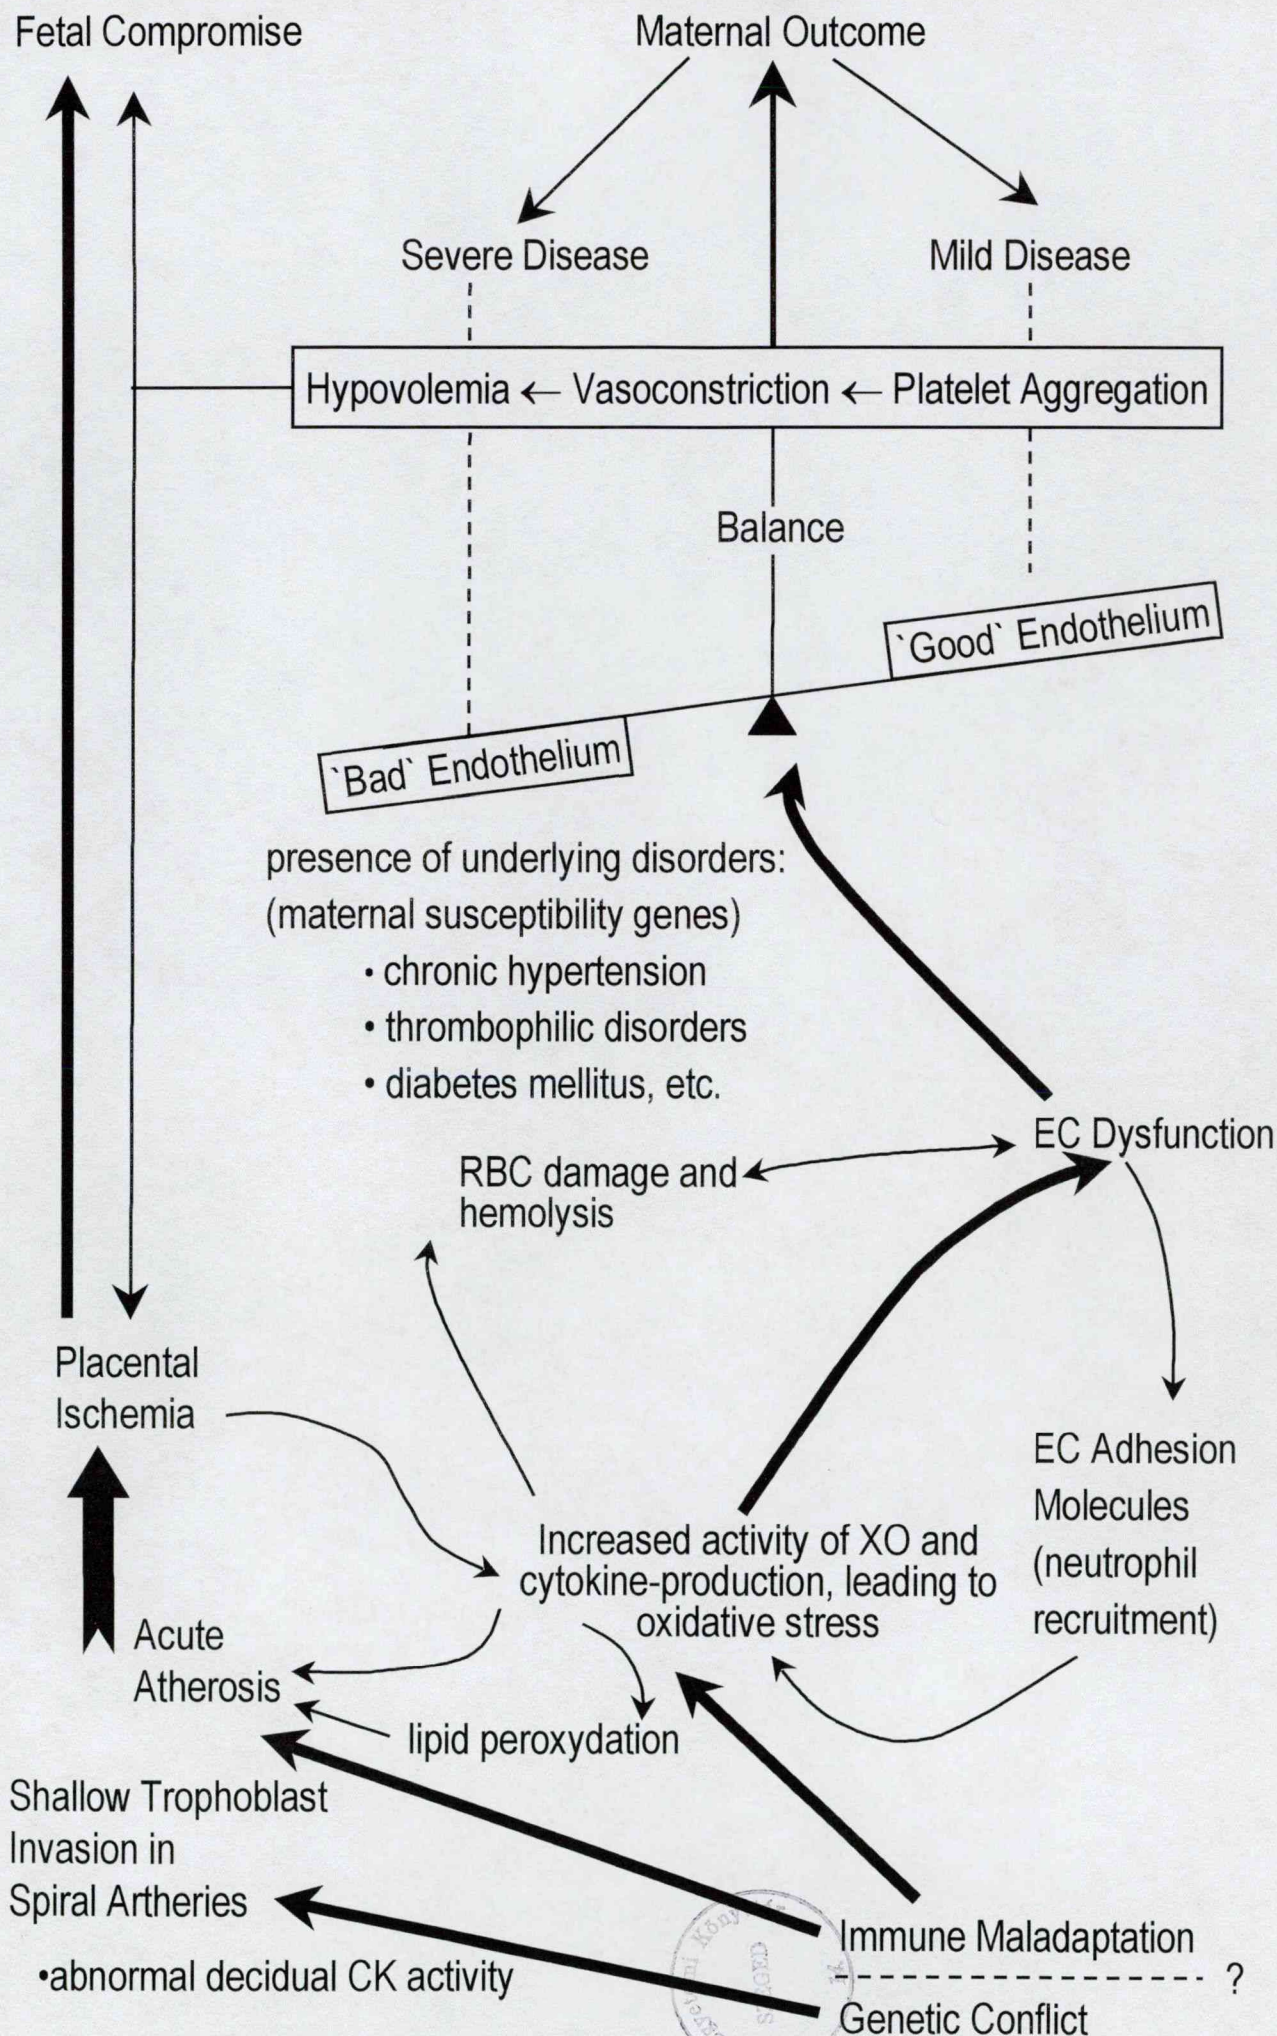 Fetal Compromise
Maternal Outcome
Severe Disease
Mild Disease
Hypovolemia ← Vasoconstriction ← Platelet Aggregation
Balance
`Good` Endothelium
`Bad` Endothelium
presence of underlying disorders:
(maternal susceptibility genes)
• chronic hypertension
• thrombophilic disorders
• diabetes mellitus, etc.
EC Dysfunction
RBC damage and
hemolysis
Placental
Ischemia
EC Adhesion
Molecules
(neutrophil
recruitment)
Increased activity of XO and
cytokine-production, leading to
oxidative stress
Acute
Atherosis
lipid peroxydation
Shallow Trophoblast
Invasion in
Spiral Artheries
•abnormal decidual CK activity
Immune Maladaptation
?
Genetic Conflict
SZEGED